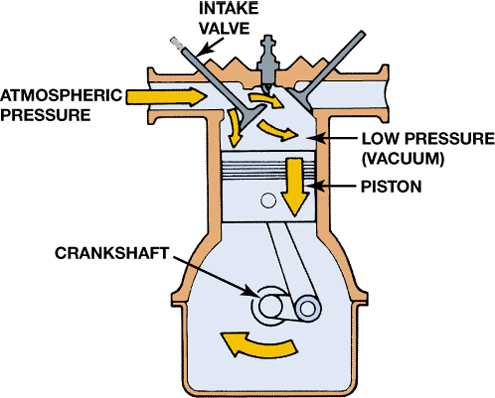 INTAKE
VALVE
ATMOSPHERIC
PRESSURE
LOW PRESSURE
(VACUUM)
PISTON
CRANKSHAFT